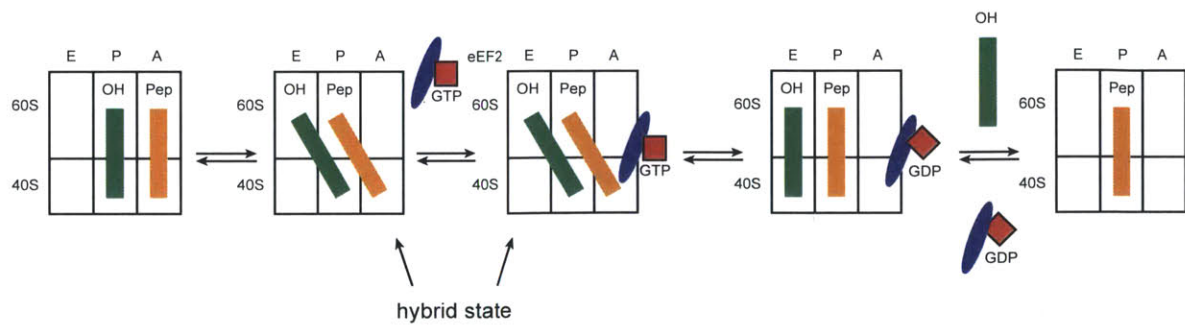 E P A
OH Pep
60S
40S
E P A
OH Pep
60S
40S
eEF2
GTP
E P A
OH Pep
60S
40S
GTP
E P A
OH Pep
60S
40S
GDP
OH
GDP
E P A
Pep
60S
40S
hybrid state